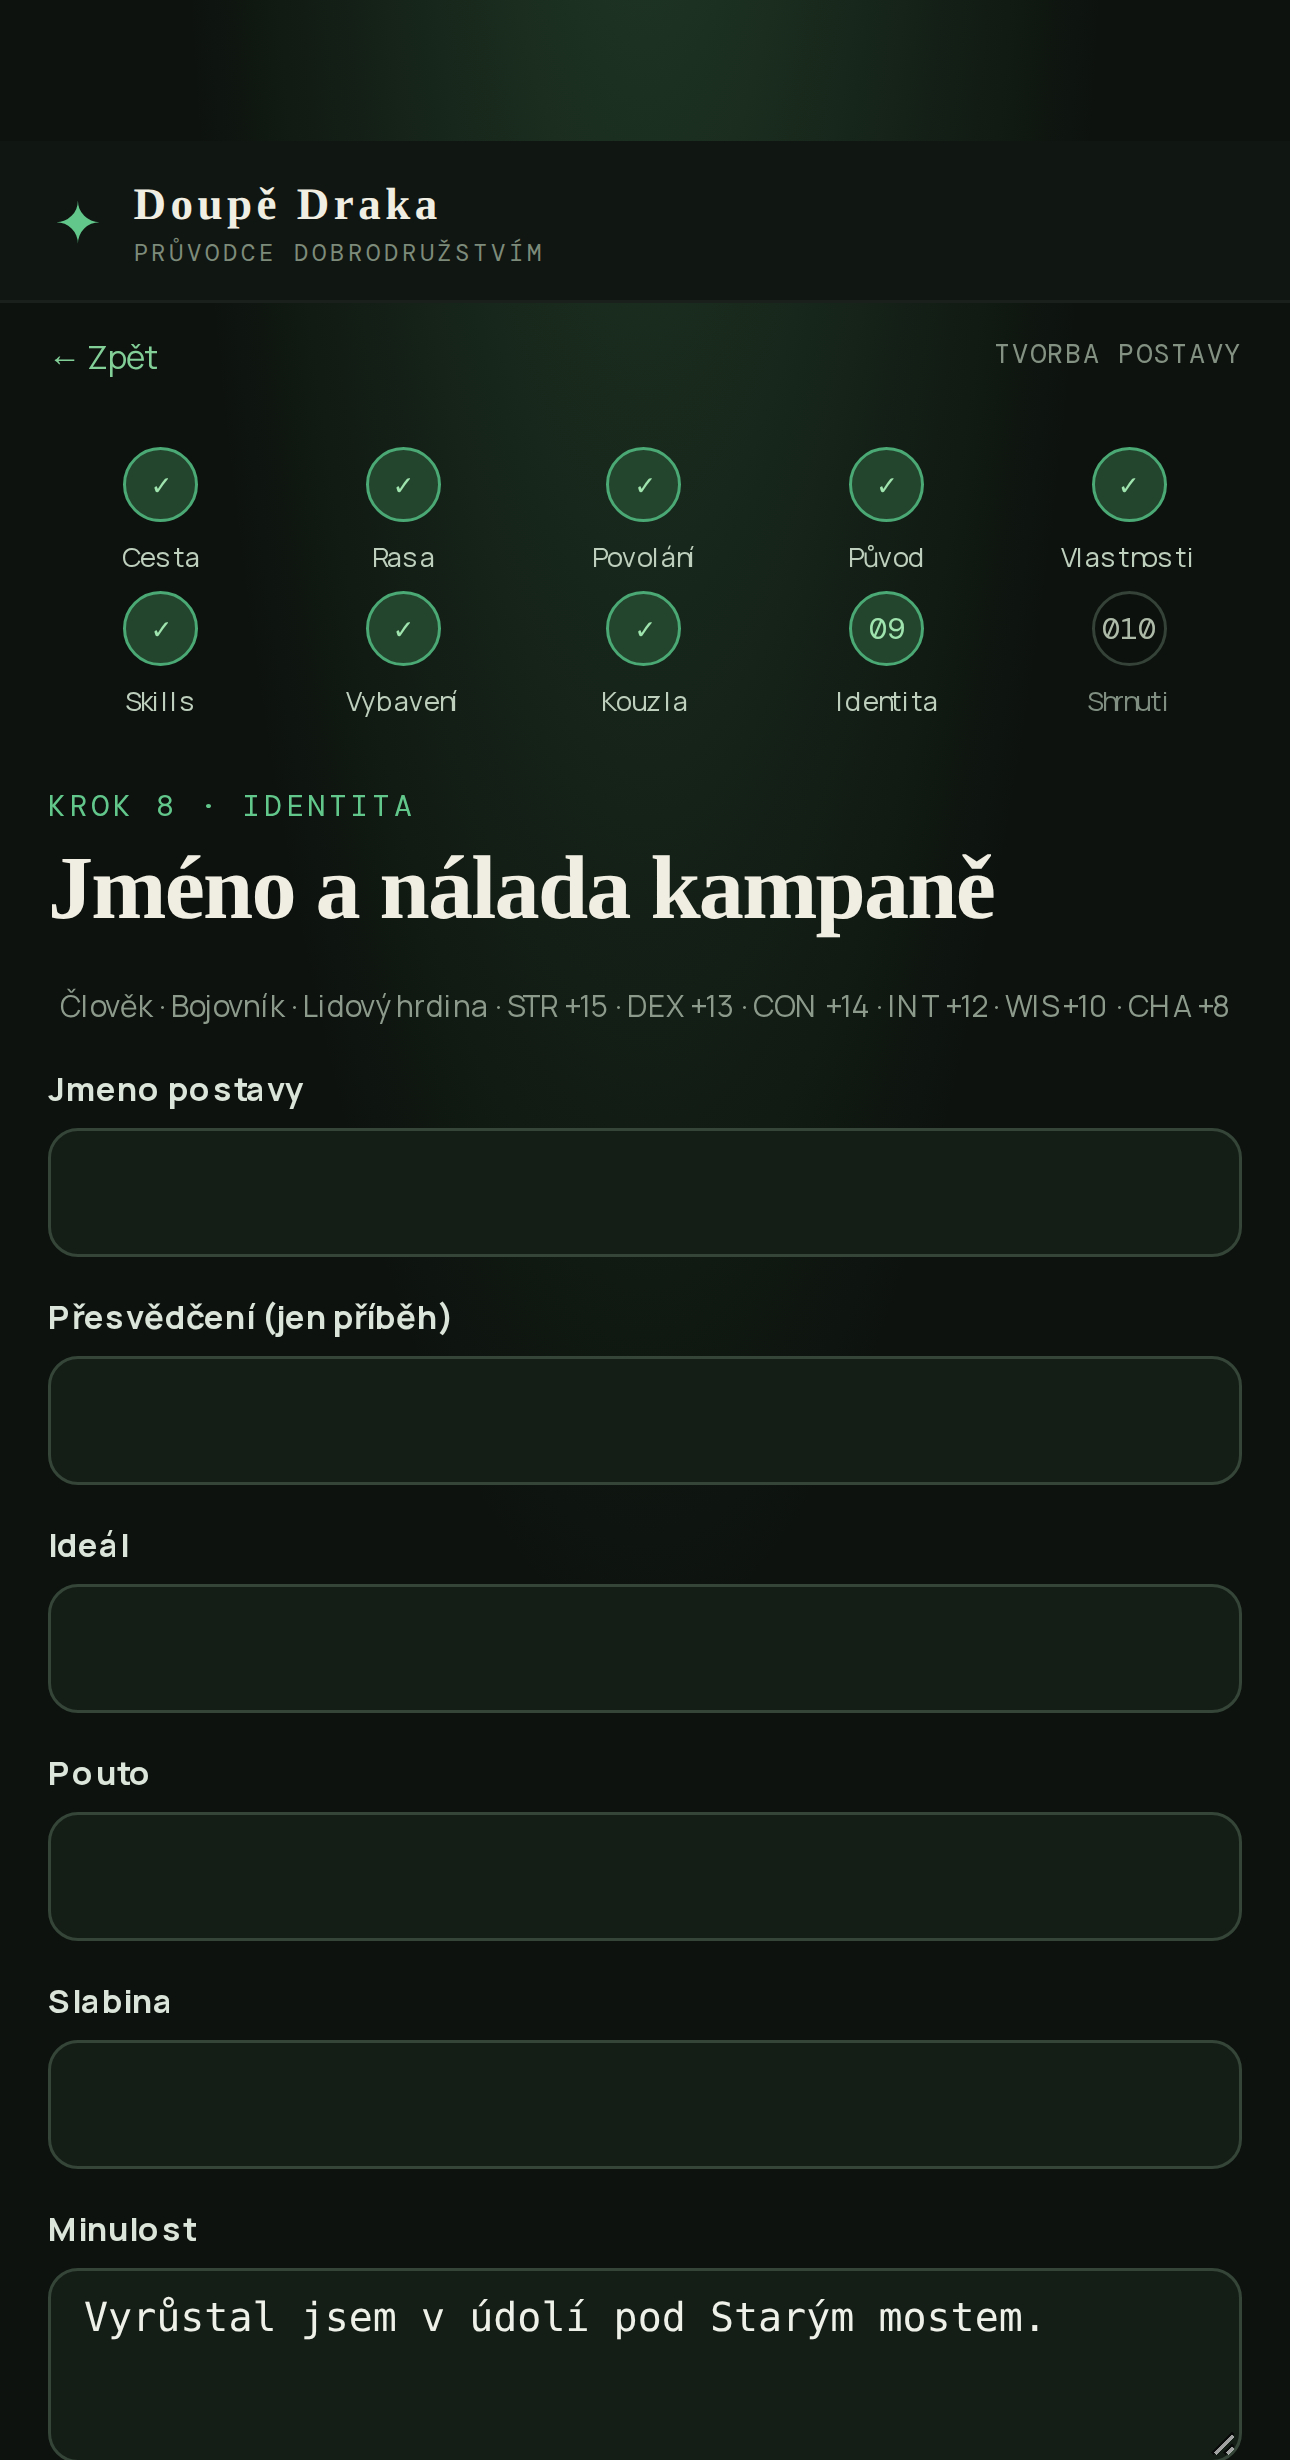 Doupě Draka
PRŮVODCE DOBRODRUŽSTVÍM
← Zpět
TVORBA POSTAVY
✓ ✓ ✓ ✓ ✓
Cesta Rasa Povolání Původ Vlastnosti
✓ ✓ ✓ 09 010
Skills Vybavení Kouzla Identita Shrnuti
KROK 8 · IDENTITA
Jméno a nálada kampaně
Člověk · Bojovník · Lidový hrdina · STR +15 · DEX +13 · CON +14 · INT +12 · WIS +10 · CHA +8
Jmeno postavy
Přesvědčení (jen příběh)
Ideál
Pouto
Slabina
Minulost
Vyrůstal jsem v údolí pod Starým mostem.